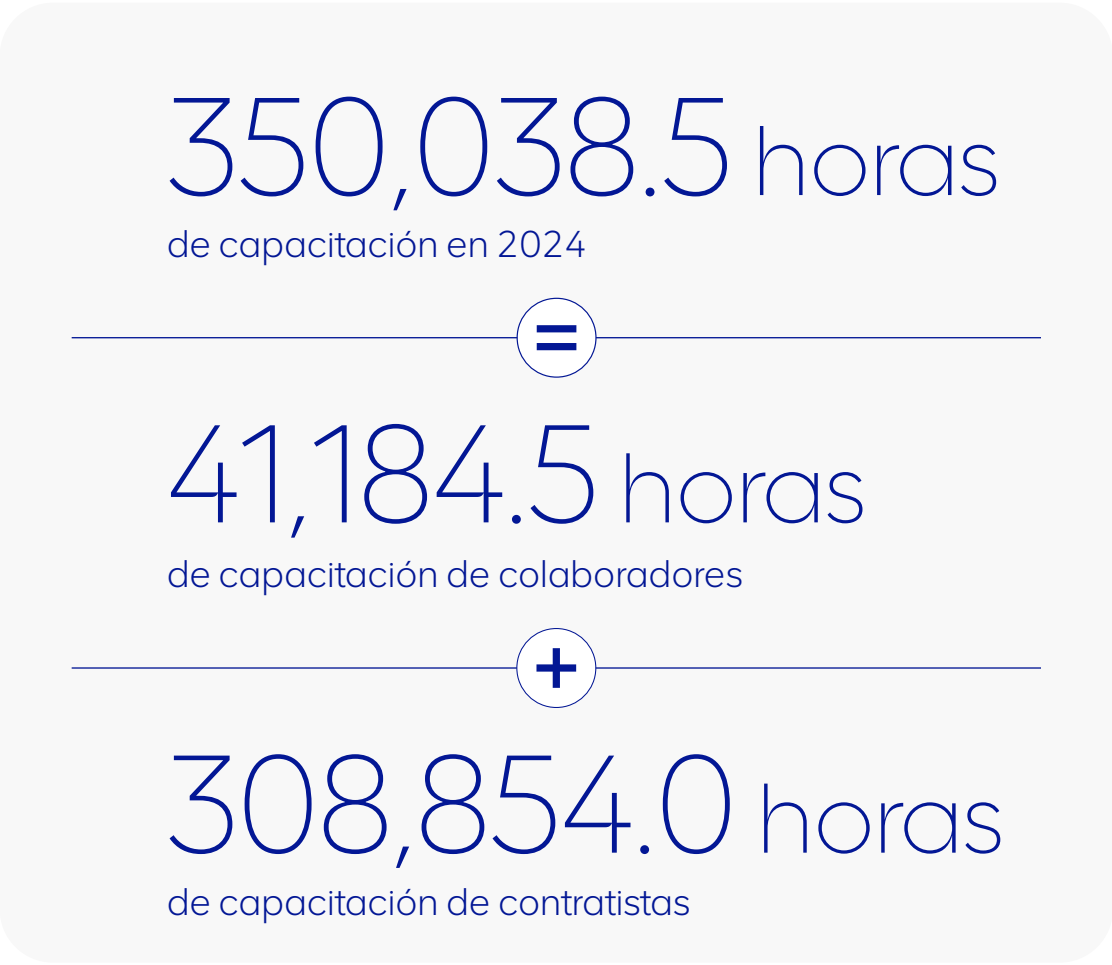 350,038.5 horas
de capacitación en 2024
=
41,184.5 horas
de capacitación de colaboradores
+
308,854.0 horas
de capacitación de contratistas